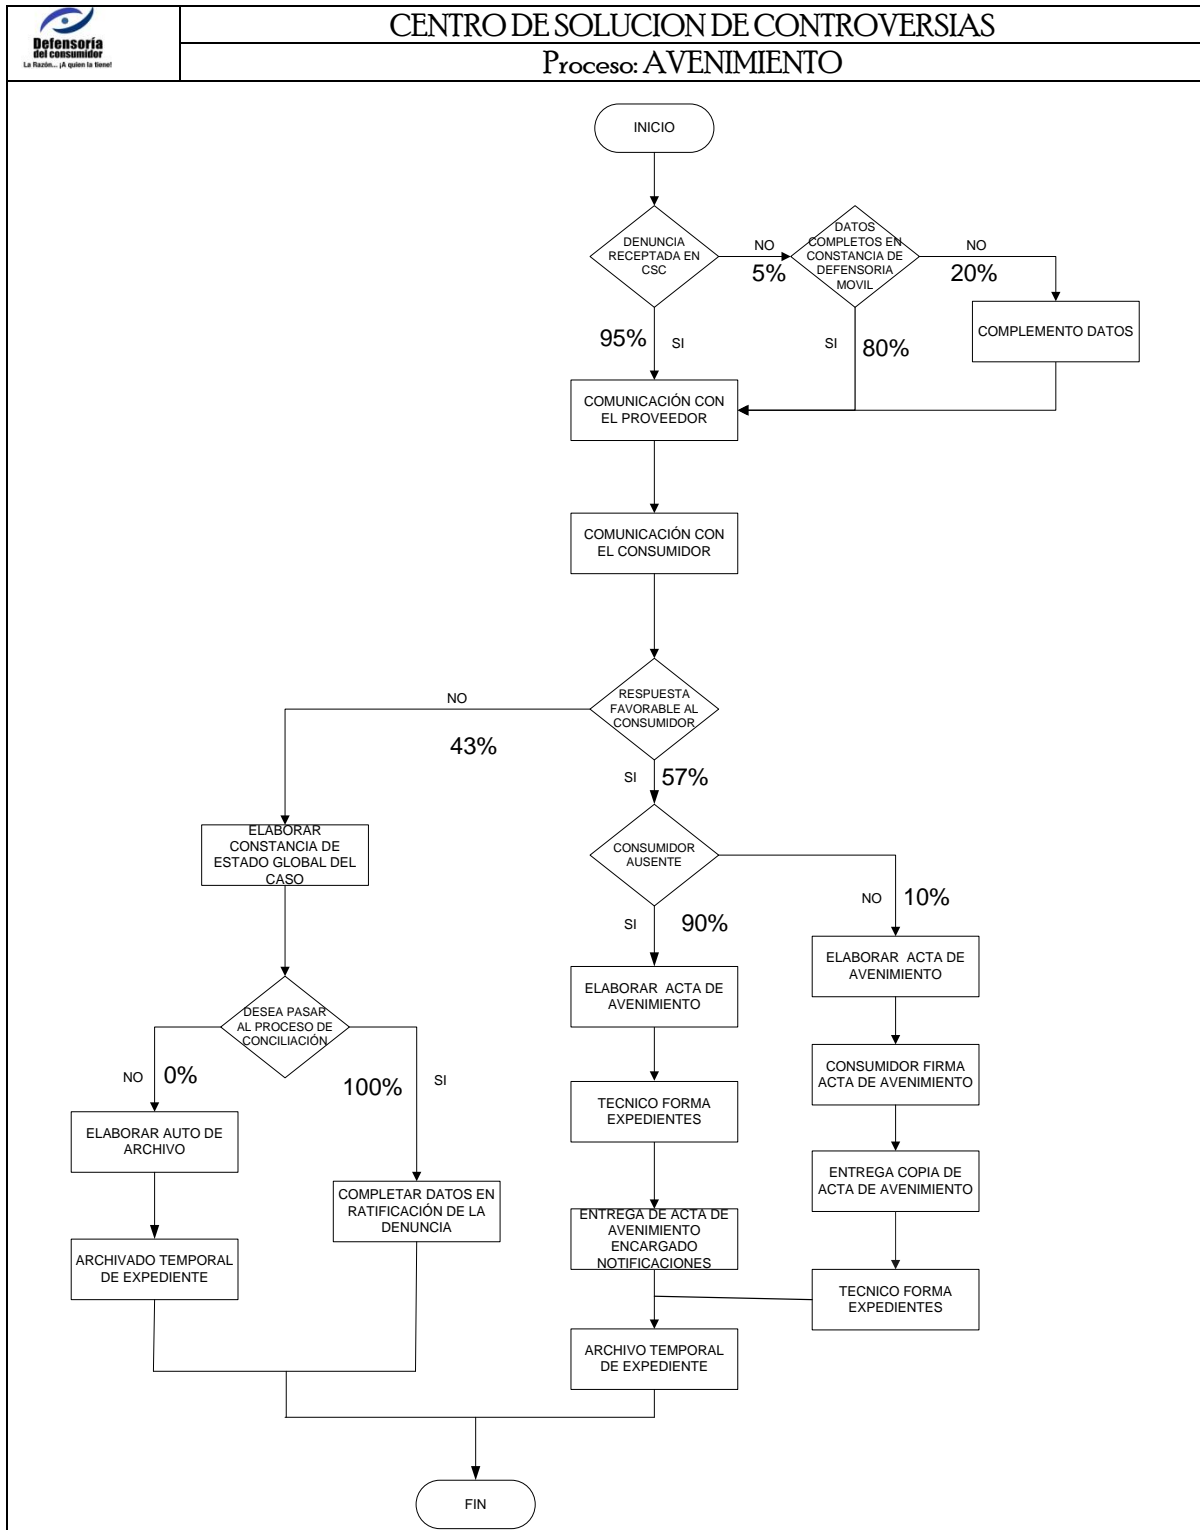 Defensoría
del consumidor
La Razón... ¡A quien la tiene!
CENTRO DE SOLUCION DE CONTROVERSIAS
Proceso: AVENIMIENTO
INICIO
DENUNCIA
RECEPTADA EN
CSC
NO
5%
DATOS
COMPLETOS EN
CONSTANCIA DE
DEFENSORIA
MOVIL
NO
20%
COMPLEMENTO DATOS
95%
SI
SI
80%
COMUNICACIÓN CON
EL PROVEEDOR
COMUNICACIÓN CON
EL CONSUMIDOR
RESPUESTA
FAVORABLE AL
CONSUMIDOR
NO
43%
SI
57%
ELABORAR
CONSTANCIA DE
ESTADO GLOBAL DEL
CASO
CONSUMIDOR
AUSENTE
NO
10%
SI
90%
ELABORAR ACTA DE
AVENIMIENTO
ELABORAR ACTA DE
AVENIMIENTO
DESEA PASAR
AL PROCESO DE
CONCILIACIÓN
NO
0%
100%
SI
CONSUMIDOR FIRMA
ACTA DE AVENIMIENTO
TECNICO FORMA
EXPEDIENTES
ELABORAR AUTO DE
ARCHIVO
ENTREGA COPIA DE
ACTA DE AVENIMIENTO
COMPLETAR DATOS EN
RATIFICACIÓN DE LA
DENUNCIA
ENTREGA DE ACTA DE
AVENIMIENTO
ENCARGADO
NOTIFICACIONES
ARCHIVADO TEMPORAL
DE EXPEDIENTE
TECNICO FORMA
EXPEDIENTES
ARCHIVO TEMPORAL
DE EXPEDIENTE
FIN